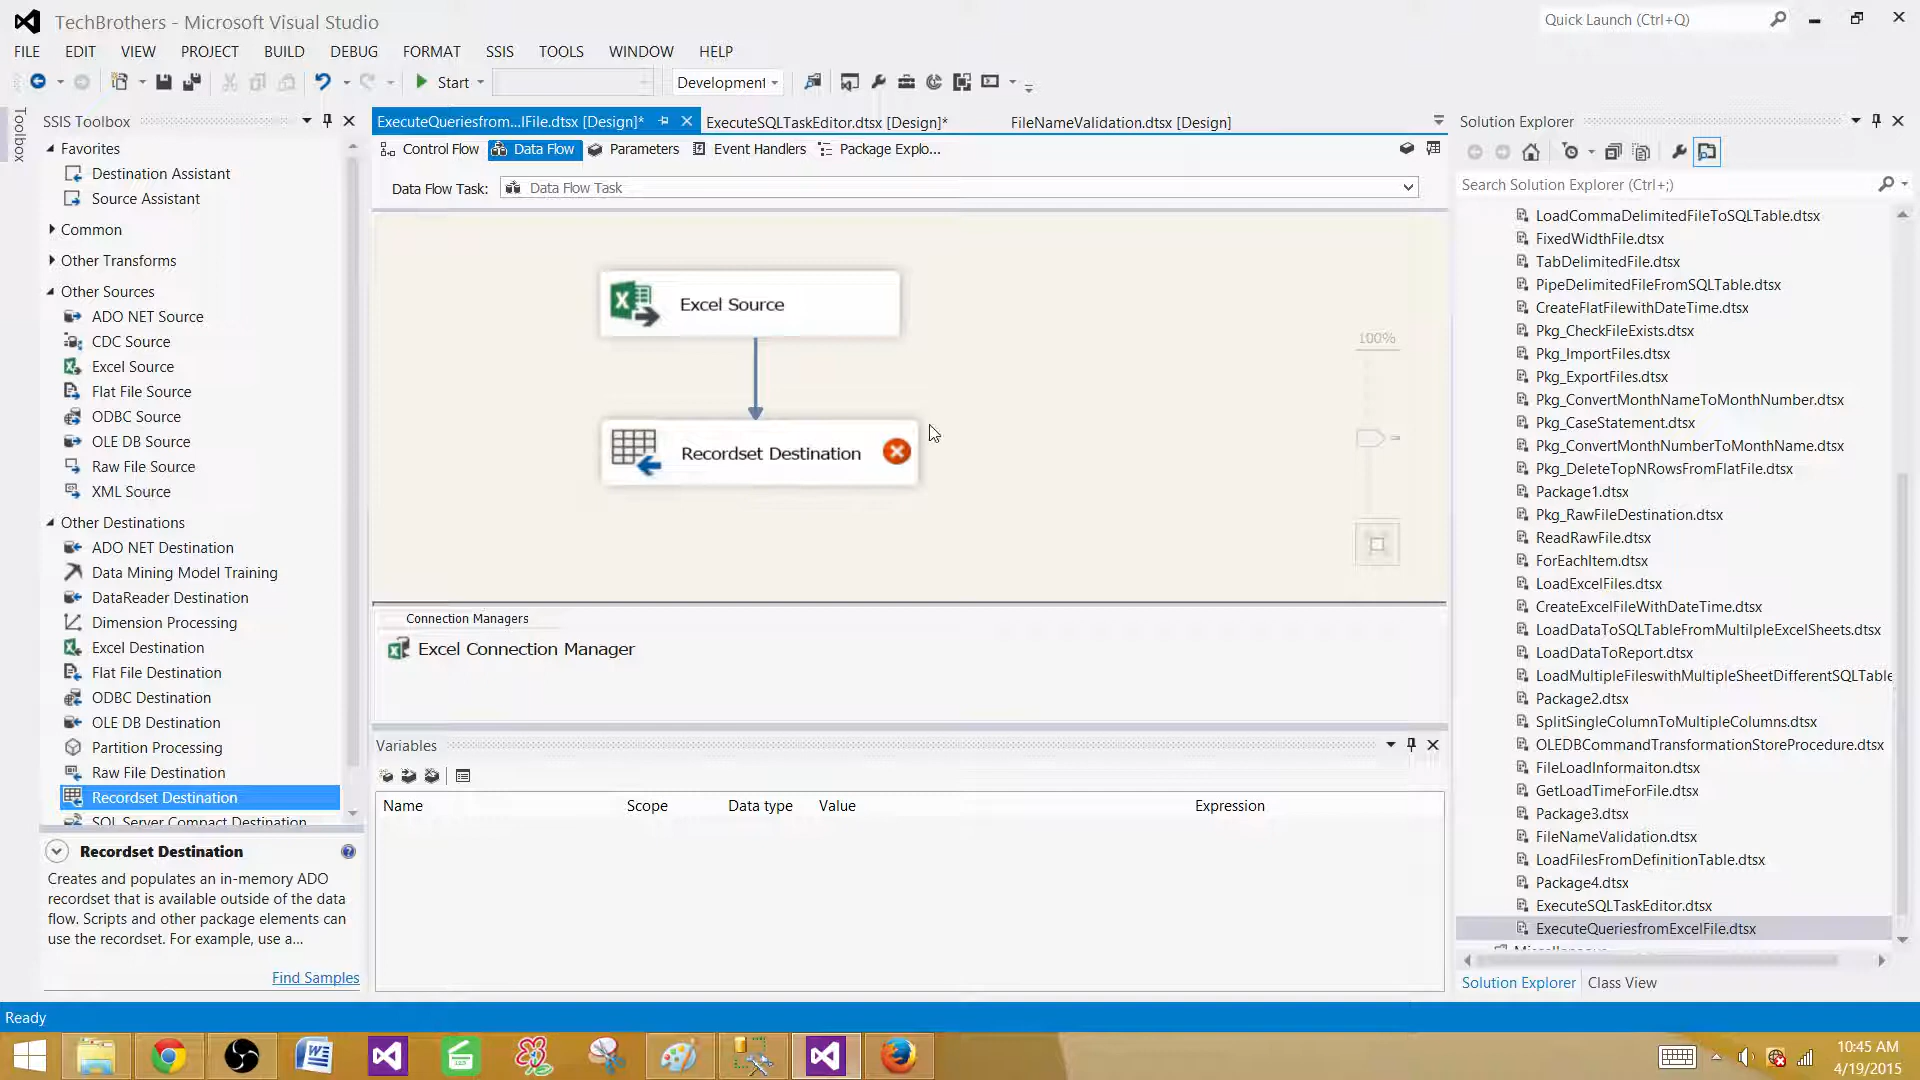 TechBrothers - Microsoft Visual Studio
Quick Launch (Ctrl+Q)
FILE EDIT VIEW PROJECT BUILD DEBUG FORMAT SSIS TOOLS WINDOW HELP
Start
Development
Toolbox
SSIS Toolbox
Favorites
Destination Assistant
Source Assistant
Common
Other Transforms
Other Sources
ADO NET Source
CDC Source
Excel Source
Flat File Source
ODBC Source
OLE DB Source
Raw File Source
XML Source
Other Destinations
ADO NET Destination
Data Mining Model Training
DataReader Destination
Dimension Processing
Excel Destination
Flat File Destination
ODBC Destination
OLE DB Destination
Partition Processing
Raw File Destination
Recordset Destination
SQL Server Compact Destination
Recordset Destination
Creates and populates an in-memory ADO
recordset that is available outside of the data
flow. Scripts and other package elements can
use the recordset. For example, use a...
Find Samples
ExecuteQueriesfrom...lFile.dtsx [Design]*
ExecuteSQLTaskEditor.dtsx [Design]*
FileNameValidation.dtsx [Design]
Control Flow
Data Flow
Parameters
Event Handlers
Package Explo...
Data Flow Task:
Data Flow Task
Excel Source
100%
Recordset Destination
Connection Managers
Excel Connection Manager
Variables
Name Scope Data type Value Expression
Solution Explorer
Search Solution Explorer (Ctrl+;)
LoadCommaDelimitedFileToSQLTable.dtsx
FixedWidthFile.dtsx
TabDelimitedFile.dtsx
PipeDelimitedFileFromSQLTable.dtsx
CreateFlatFilewithDateTime.dtsx
Pkg_CheckFileExists.dtsx
Pkg_ImportFiles.dtsx
Pkg_ExportFiles.dtsx
Pkg_ConvertMonthNameToMonthNumber.dtsx
Pkg_CaseStatement.dtsx
Pkg_ConvertMonthNumberToMonthName.dtsx
Pkg_DeleteTopNRowsFromFlatFile.dtsx
Package1.dtsx
Pkg_RawFileDestination.dtsx
ReadRawFile.dtsx
ForEachItem.dtsx
LoadExcelFiles.dtsx
CreateExcelFileWithDateTime.dtsx
LoadDataToSQLTableFromMultilpleExcelSheets.dtsx
LoadDataToReport.dtsx
LoadMultipleFileswithMultipleSheetDifferentSQLTable
Package2.dtsx
SplitSingleColumnToMultipleColumns.dtsx
OLEDBCommandTransformationStoreProcedure.dtsx
FileLoadInformaiton.dtsx
GetLoadTimeForFile.dtsx
Package3.dtsx
FileNameValidation.dtsx
LoadFilesFromDefinitionTable.dtsx
Package4.dtsx
ExecuteSQLTaskEditor.dtsx
ExecuteQueriesfromExcelFile.dtsx
Solution Explorer
Class View
Ready
10:45 AM
4/19/2015